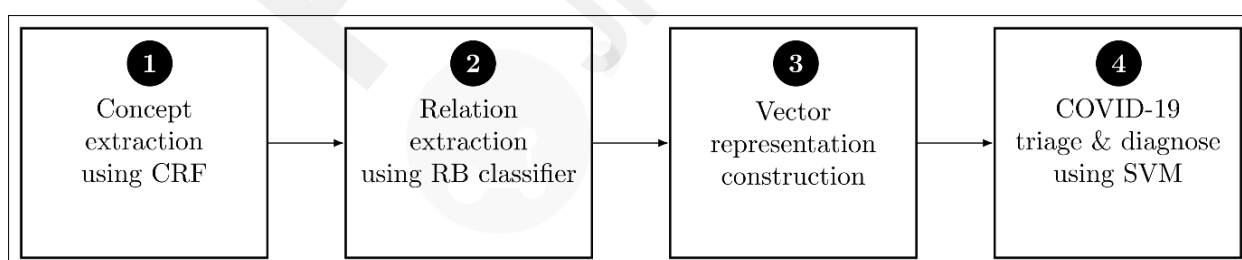 1
Concept
extraction
using CRF
2
Relation
extraction
using RB classifier
3
Vector
representation
construction
4
COVID-19
triage & diagnose
using SVM